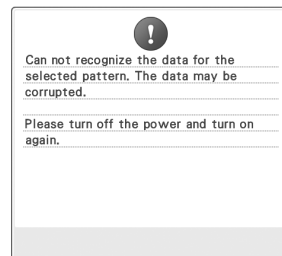 Can not recognize the data for the
selected pattern. The data may be
corrupted.
Please turn off the power and turn on
again.